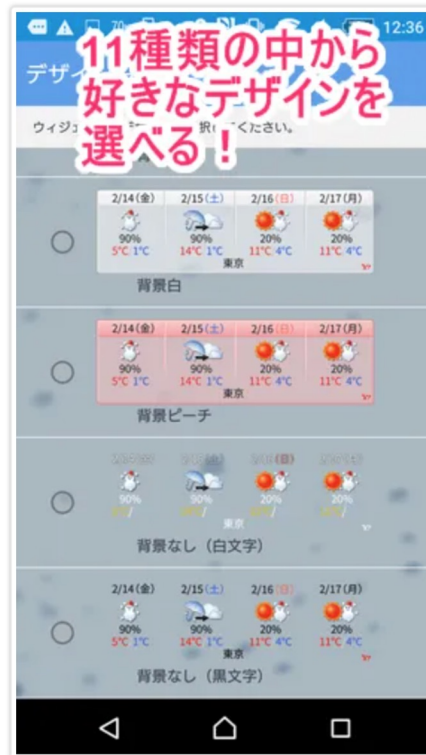 70
12:36
11種類の中から
好きなデザインを
選べる！
デザイ
ウィジェ
択
ください。
2/14(金) 2/15(土) 2/16(日) 2/17(月)
90% 90% 20% 20%
5℃ 1℃ 14℃ 1℃ 11℃ 4℃ 11℃ 4℃
東京
背景白
2/14(金) 2/15(土) 2/16(日) 2/17(月)
90% 90% 20% 20%
5℃ 1℃ 14℃ 1℃ 11℃ 4℃ 11℃ 4℃
東京
背景ピーチ
90% 90% 20% 20%
東京
背景なし（白文字）
2/14(金) 2/15(土) 2/16(日) 2/17(月)
90% 90% 20% 20%
5℃ 1℃ 14℃ 1℃ 11℃ 4℃ 11℃ 4℃
東京
背景なし（黒文字）